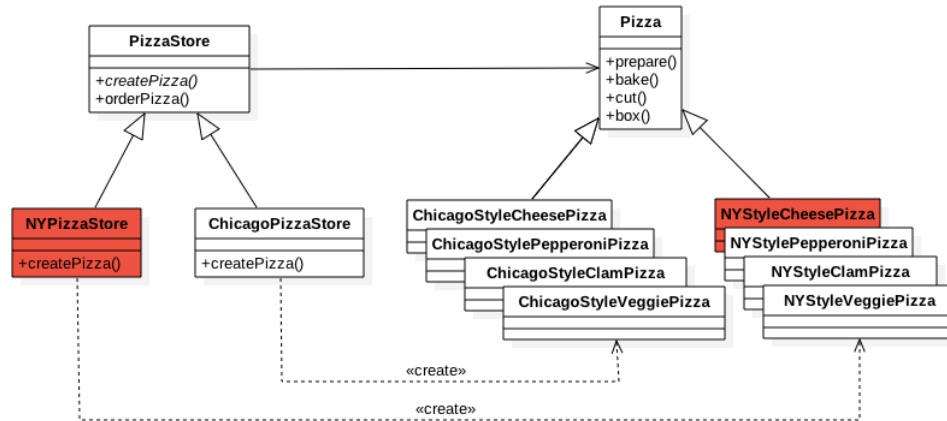 PizzaStore
+createPizza()
+orderPizza()
Pizza
+prepare()
+bake()
+cut()
+box()
NYPizzaStore
+createPizza()
ChicagoPizzaStore
+createPizza()
ChicagoStyleCheesePizza
ChicagoStylePepperoniPizza
ChicagoStyleClamPizza
ChicagoStyleVeggiePizza
NYStyleCheesePizza
NYStylePepperoniPizza
NYStyleClamPizza
NYStyleVeggiePizza
«create»
«create»